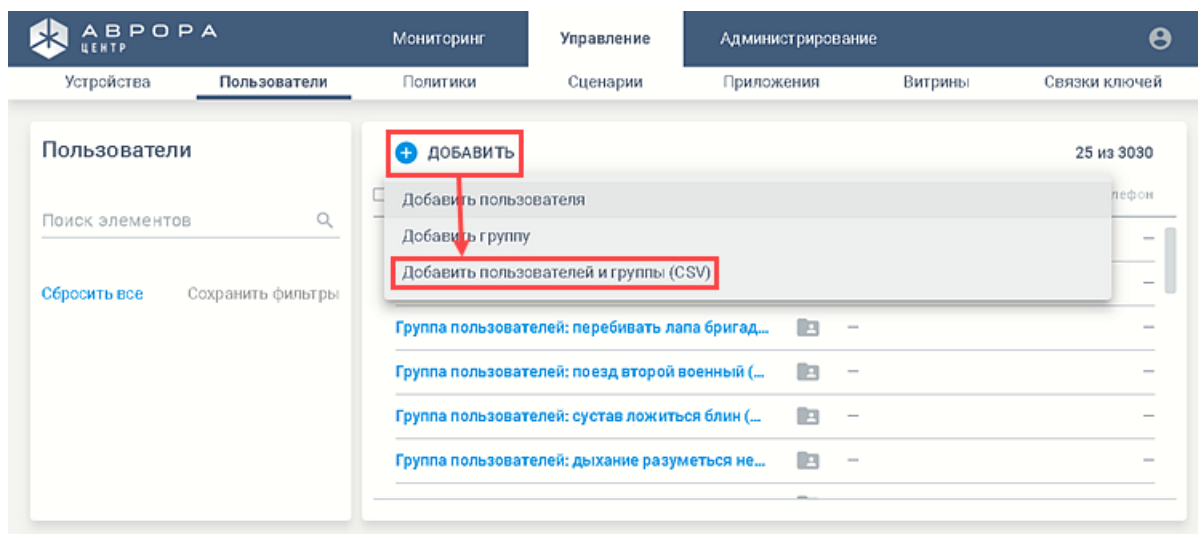 АВРОРА
ЦЕНТР
Мониторинг
Управление
Администрирование
Устройства
Пользователи
Политики
Сценарии
Приложения
Витрины
Связки ключей
Пользователи
Поиск элементов
Сбросить все
Сохранить фильтры
ДОБАВИТЬ
25 из 3030
Добавить пользователя
Добавить группу
Добавить пользователей и группы (CSV)
Группа пользователей: перебивать лапа бригад... — —
Группа пользователей: поезд второй военный (... — —
Группа пользователей: сустав ложиться блин (... — —
Группа пользователей: дыхание разуметься не... — —